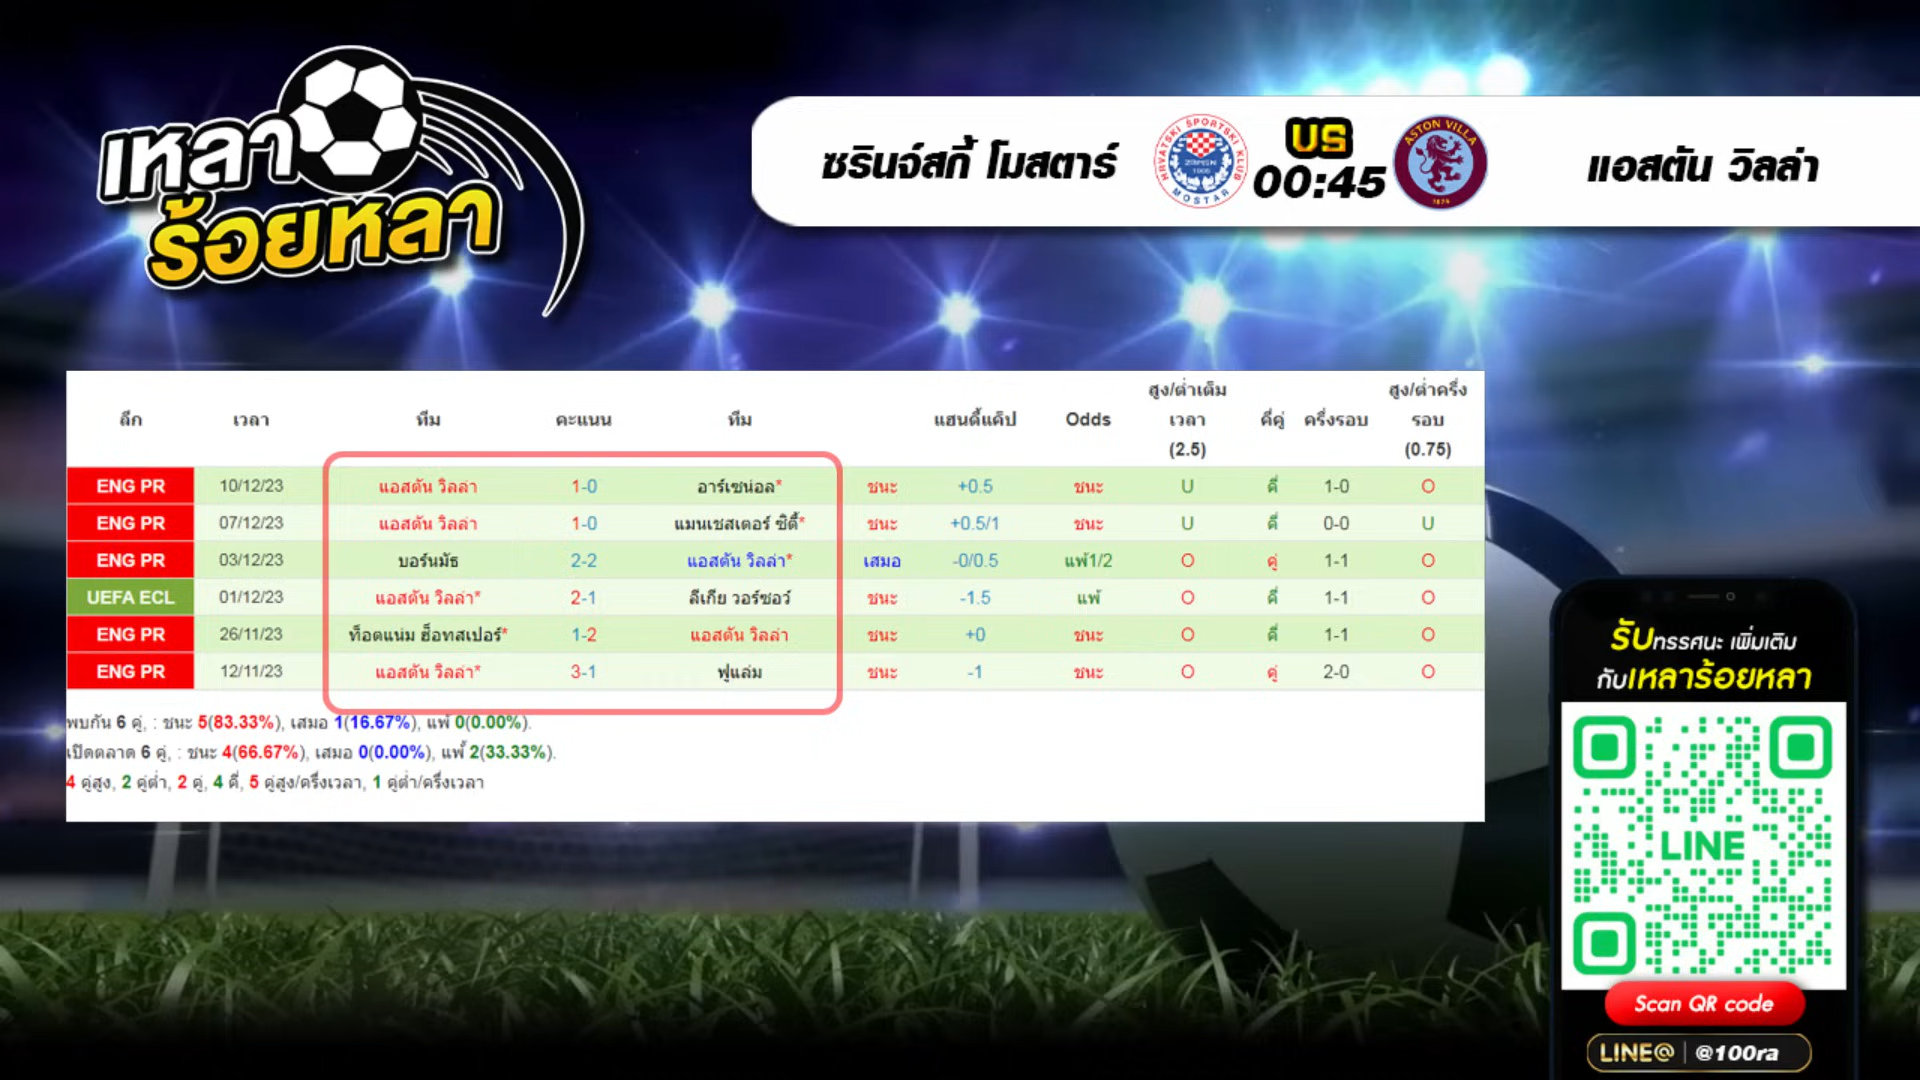 เหลา
ร้อยหลา
ซรินจ์สกี้ โมสตาร์
HRVATSKI ŠPORTSKI KLUB
MOSTAR
US
00:45
ASTON VILLA
1874
แอสตัน วิลล่า
ลีก เวลา ทีม คะแนน ทีม แฮนดี้แค็ป Odds สูง/ต่ำเต็มเวลา (2.5) คี่คู่ ครึ่งรอบ สูง/ต่ำครึ่งรอบ (0.75)
ENG PR 10/12/23 แอสตัน วิลล่า 1-0 อาร์เซน่อล* ชนะ +0.5 ชนะ U คี่ 1-0 O
ENG PR 07/12/23 แอสตัน วิลล่า 1-0 แมนเชสเตอร์ ซิตี้* ชนะ +0.5/1 ชนะ U คี่ 0-0 U
ENG PR 03/12/23 บอร์นมัธ 2-2 แอสตัน วิลล่า* เสมอ -0/0.5 แพ้1/2 O คู่ 1-1 O
UEFA ECL 01/12/23 แอสตัน วิลล่า* 2-1 ลีเกีย วอร์ซอว์ ชนะ -1.5 แพ้ O คี่ 1-1 O
ENG PR 26/11/23 ท็อตแน่ม ฮ็อทสเปอร์* 1-2 แอสตัน วิลล่า ชนะ +0 ชนะ O คี่ 1-1 O
ENG PR 12/11/23 แอสตัน วิลล่า* 3-1 ฟูแล่ม ชนะ -1 ชนะ O คู่ 2-0 O
พบกัน 6 คู่, : ชนะ 5(83.33%), เสมอ 1(16.67%), แพ้ 0(0.00%).
เปิดตลาด 6 คู่, : ชนะ 4(66.67%), เสมอ 0(0.00%), แพ้ 2(33.33%).
4 คู่สูง, 2 คู่ต่ำ, 2 คู่, 4 คี่, 5 คู่สูง/ครึ่งเวลา, 1 คู่ต่ำ/ครึ่งเวลา
รับทรรศนะ เพิ่มเติม
กับเหลาร้อยหลา
LINE
Scan QR code
LINE@ | @100ra